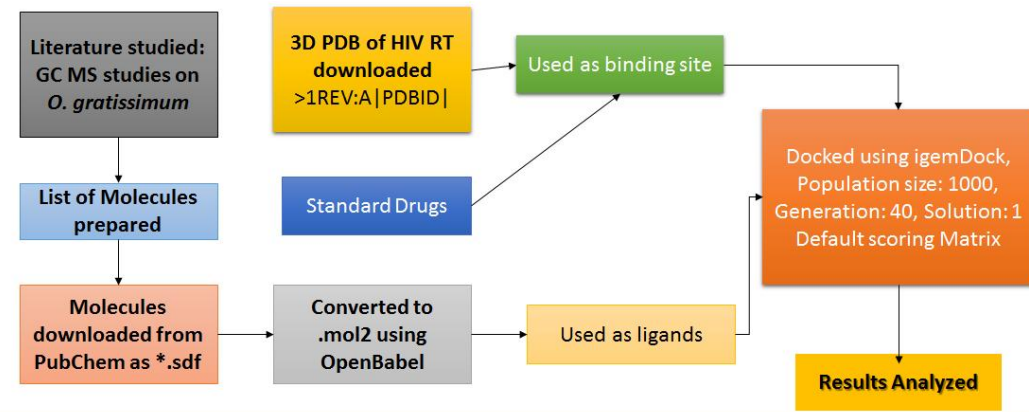 Literature studied:
GC MS studies on
O. gratissimum
3D PDB of HIV RT
downloaded
>1REV:A|PDBID|
Used as binding site
List of Molecules
prepared
Standard Drugs
Docked using igemDock,
Population size: 1000,
Generation: 40, Solution: 1
Default scoring Matrix
Molecules
downloaded from
PubChem as *.sdf
Converted to
.mol2 using
OpenBabel
Used as ligands
Results Analyzed